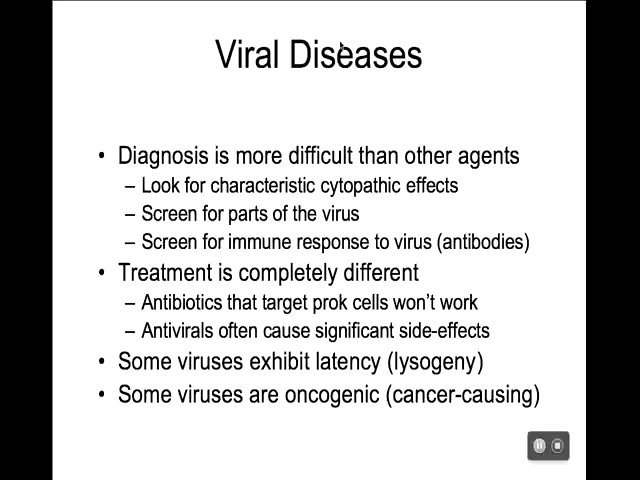 Viral Diseases
• Diagnosis is more difficult than other agents
– Look for characteristic cytopathic effects
– Screen for parts of the virus
– Screen for immune response to virus (antibodies)
• Treatment is completely different
– Antibiotics that target prok cells won't work
– Antivirals often cause significant side-effects
• Some viruses exhibit latency (lysogeny)
• Some viruses are oncogenic (cancer-causing)